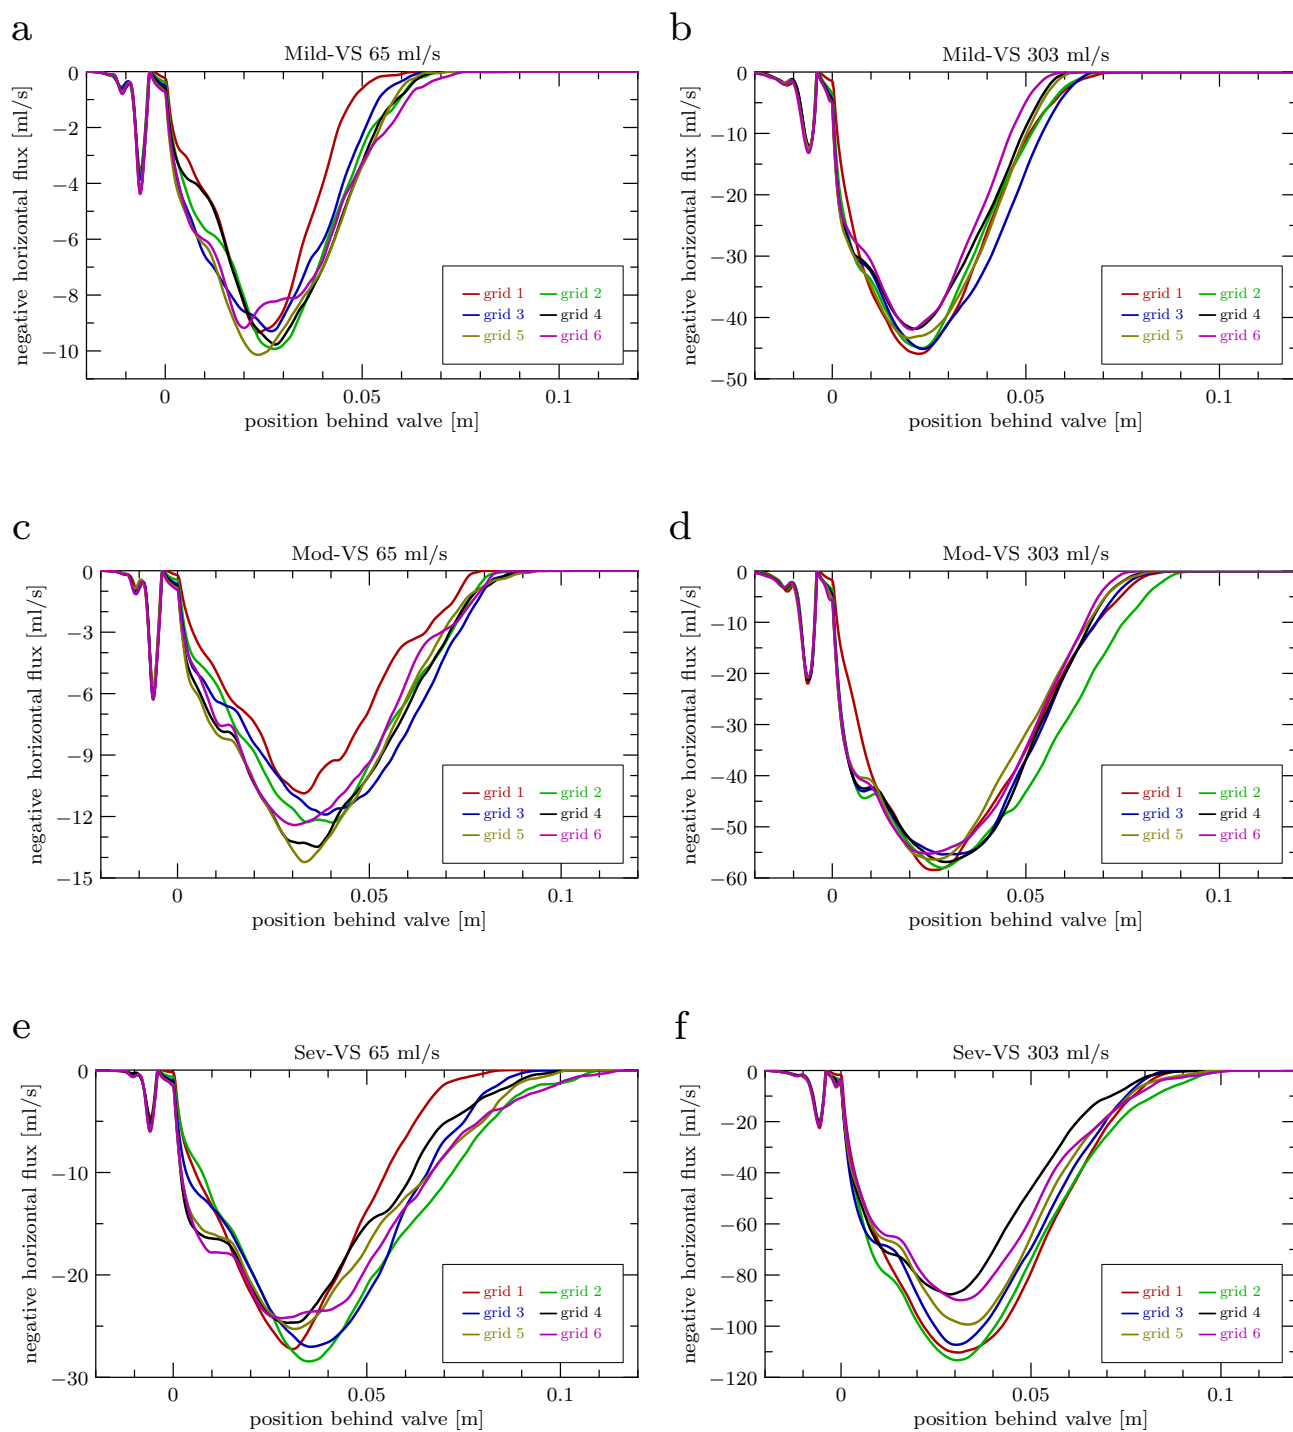 a
Mild-VS 65 ml/s
negative horizontal flux [ml/s]
0
−2
−4
−6
−8
−10
grid 1 grid 2
grid 3 grid 4
grid 5 grid 6
0 0.05 0.1
position behind valve [m]
b
Mild-VS 303 ml/s
negative horizontal flux [ml/s]
0
−10
−20
−30
−40
−50
grid 1 grid 2
grid 3 grid 4
grid 5 grid 6
0 0.05 0.1
position behind valve [m]
c
Mod-VS 65 ml/s
negative horizontal flux [ml/s]
0
−3
−6
−9
−12
−15
grid 1 grid 2
grid 3 grid 4
grid 5 grid 6
0 0.05 0.1
position behind valve [m]
d
Mod-VS 303 ml/s
negative horizontal flux [ml/s]
0
−10
−20
−30
−40
−50
−60
grid 1 grid 2
grid 3 grid 4
grid 5 grid 6
0 0.05 0.1
position behind valve [m]
e
Sev-VS 65 ml/s
negative horizontal flux [ml/s]
0
−10
−20
−30
grid 1 grid 2
grid 3 grid 4
grid 5 grid 6
0 0.05 0.1
position behind valve [m]
f
Sev-VS 303 ml/s
negative horizontal flux [ml/s]
0
−20
−40
−60
−80
−100
−120
grid 1 grid 2
grid 3 grid 4
grid 5 grid 6
0 0.05 0.1
position behind valve [m]